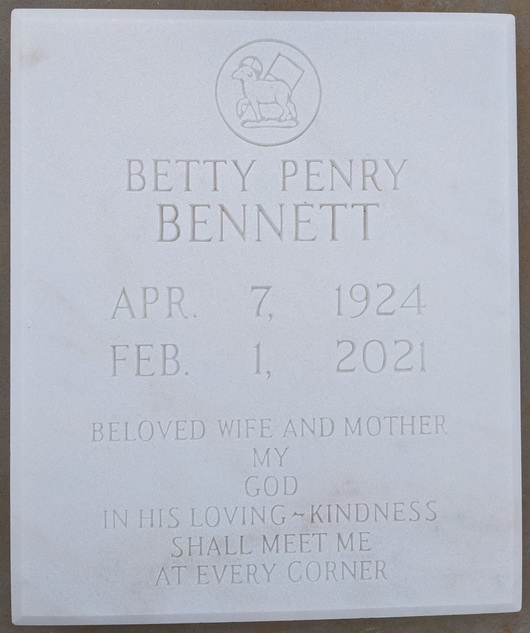 BETTY PENRY
BENNETT
APR. 7, 1924
FEB. 1, 2021
BELOVED WIFE AND MOTHER
MY
GOD
IN HIS LOVING~KINDNESS
SHALL MEET ME
AT EVERY CORNER